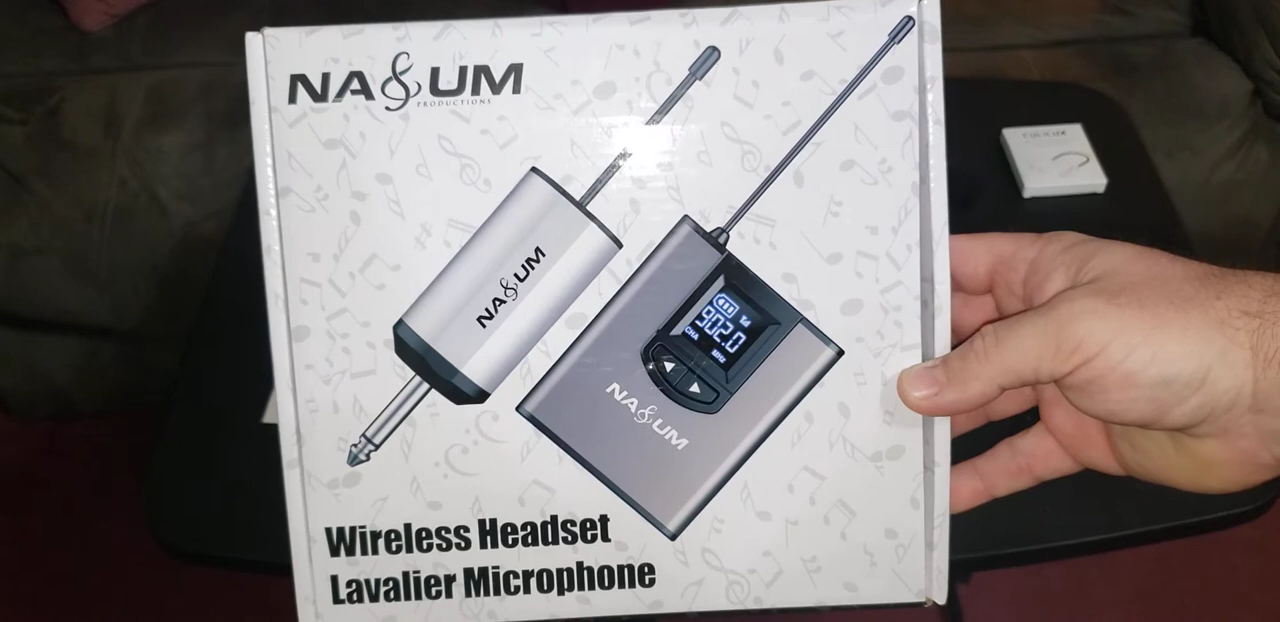 NA&UM
PRODUCTIONS
NA&UM
902.0
CHA MHz
NA&UM
Wireless Headset
Lavalier Microphone